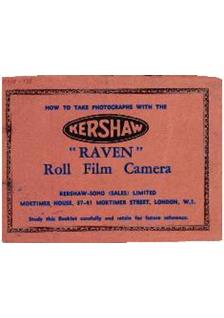 HOW TO TAKE PHOTOGRAPHS WITH THE
KERSHAW
"RAVEN"
Roll Film Camera
KERSHAW-SOHO (SALES) LIMITED
MORTIMER HOUSE, 37-41 MORTIMER STREET, LONDON, W.1.
Study this Booklet carefully and retain for future reference.